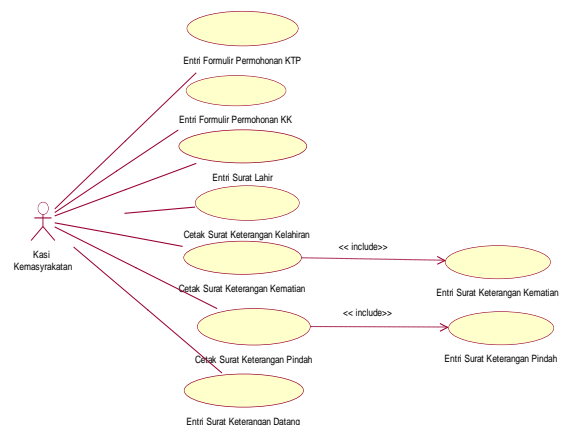 Entri Formulir Permohonan KTP
Entri Formulir Permohonan KK
Entri Surat Lahir
Cetak Surat Keterangan Kelahiran
Kasi
Kemasyrakatan
<< include>>
Cetak Surat Keterangan Kematian
Entri Surat Keterangan Kematian
<< include>>
Cetak Surat Keterangan Pindah
Entri Surat Keterangan Pindah
Entri Surat Keterangan Datang